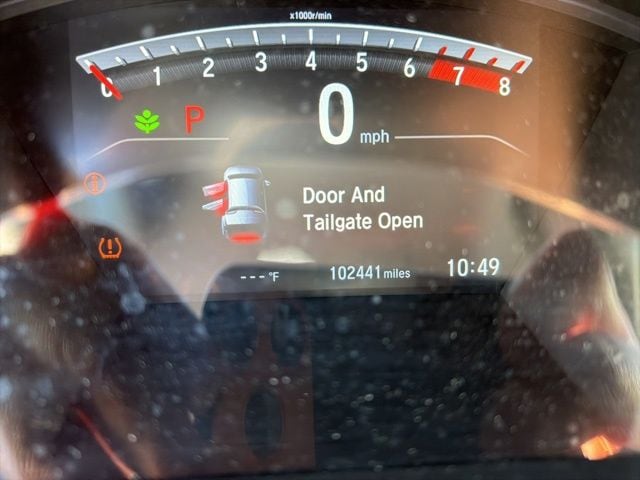 x1000r/min
0 1 2 3 4 5 6 7 8
P
0 mph
Door And
Tailgate Open
---°F 102441 miles 10:49